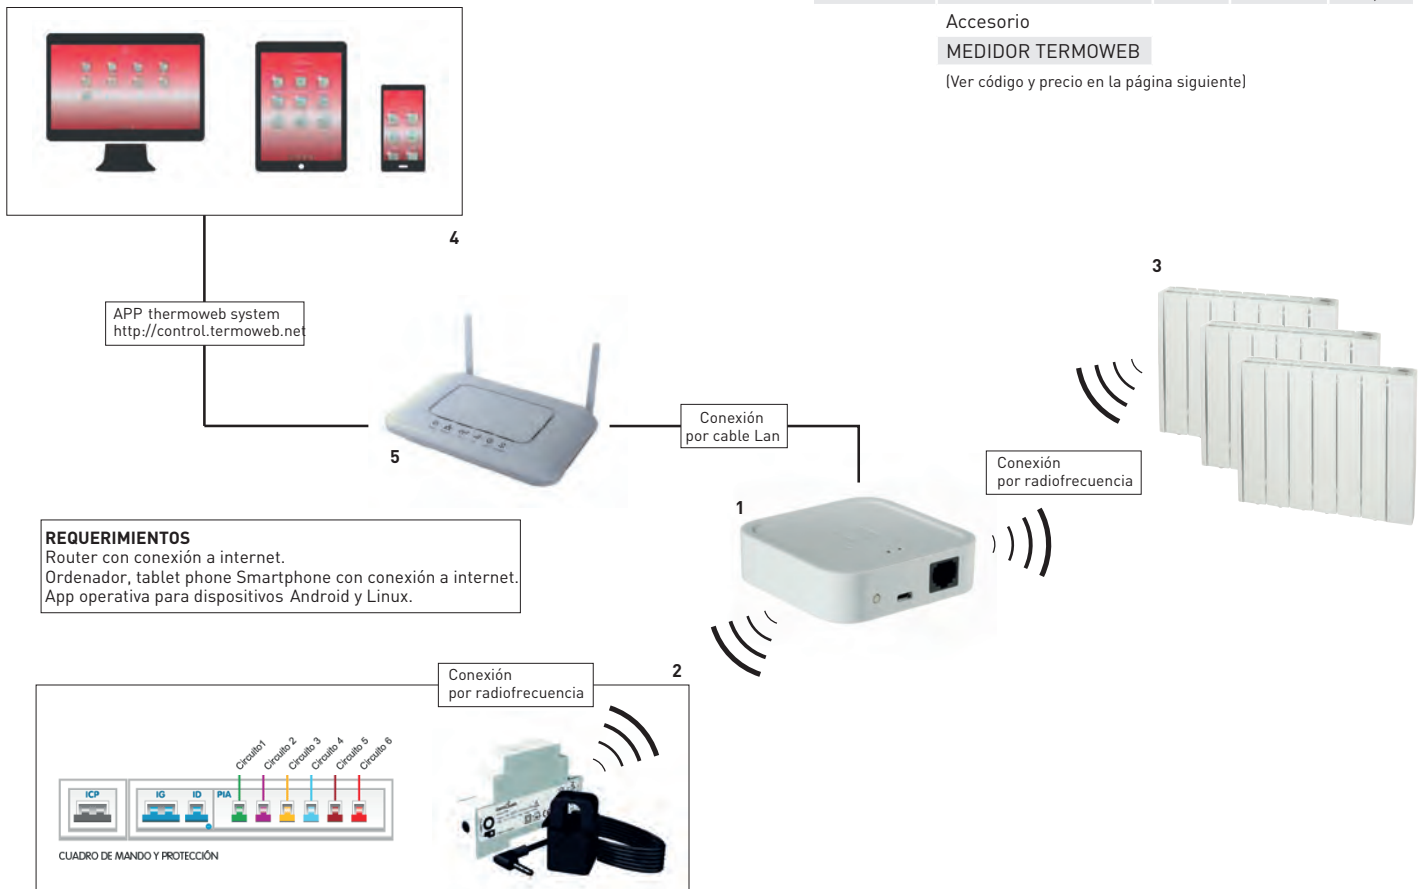 Accesorio
MEDIDOR TERMOWEB
(Ver código y precio en la página siguiente)
4
3
APP thermoweb system
http://control.termoweb.net
5
Conexión
por cable Lan
Conexión
por radiofrecuencia
1
REQUERIMIENTOS
Router con conexión a internet.
Ordenador, tablet phone Smartphone con conexión a internet.
App operativa para dispositivos Android y Linux.
2
Conexión
por radiofrecuencia
Circuito1
Circuito 2
Circuito 3
Circuito 4
Circuito 5
Circuito 6
ICP
IG
ID
PIA
CUADRO DE MANDO Y PROTECCIÓN